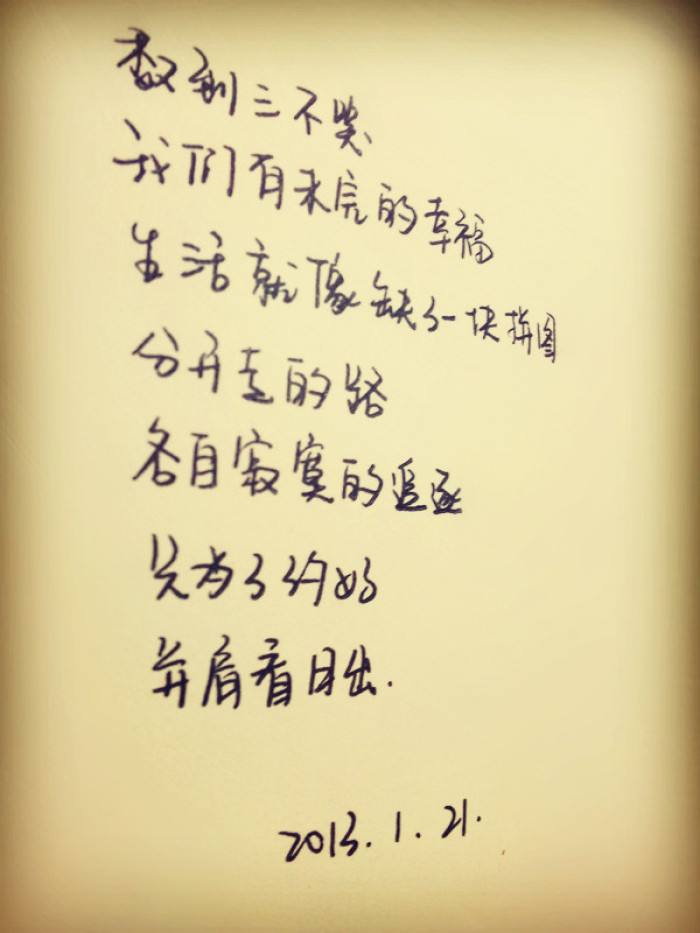 数到三不哭
我们有未完的幸福
生活就像缺了一块拼图
分开走的路
各自寂寞的追逐
只为了约好
并肩看日出.
2013.1.21.